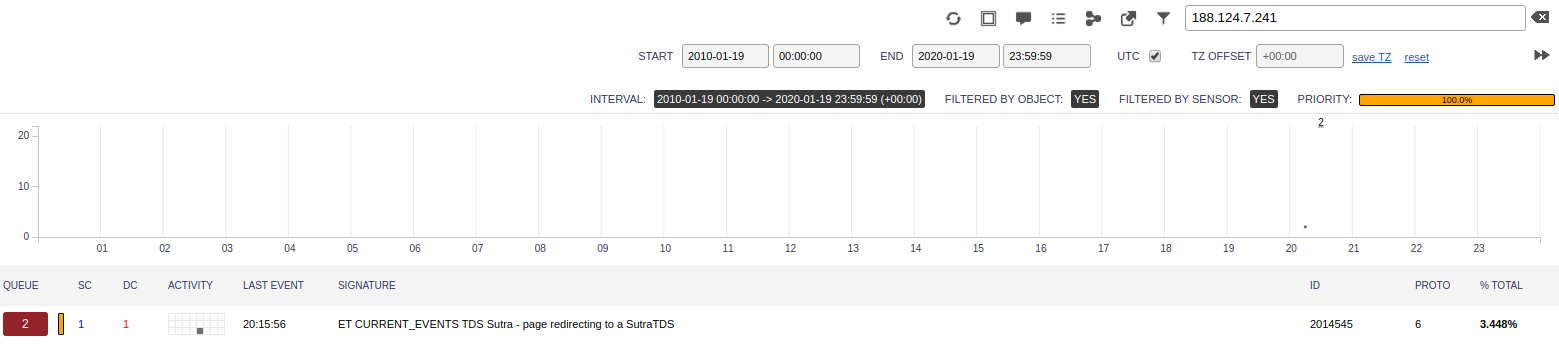 188.124.7.241
START 2010-01-19 00:00:00 END 2020-01-19 23:59:59 UTC TZ OFFSET +00:00 save TZ reset
INTERVAL: 2010-01-19 00:00:00 -> 2020-01-19 23:59:59 (+00:00) FILTERED BY OBJECT: YES FILTERED BY SENSOR: YES PRIORITY: 100.0%
2
20
10
0
01 02 03 04 05 06 07 08 09 10 11 12 13 14 15 16 17 18 19 20 21 22 23
QUEUE SC DC ACTIVITY LAST EVENT SIGNATURE ID PROTO % TOTAL
2 1 1 20:15:56 ET CURRENT_EVENTS TDS Sutra - page redirecting to a SutraTDS 2014545 6 3.448%